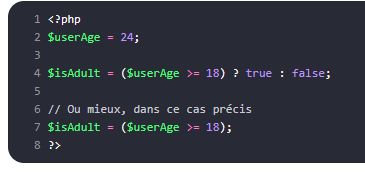 1 <?php
2 $userAge = 24;
3
4 $isAdult = ($userAge >= 18) ? true : false;
5
6 // Ou mieux, dans ce cas précis
7 $isAdult = ($userAge >= 18);
8 ?>